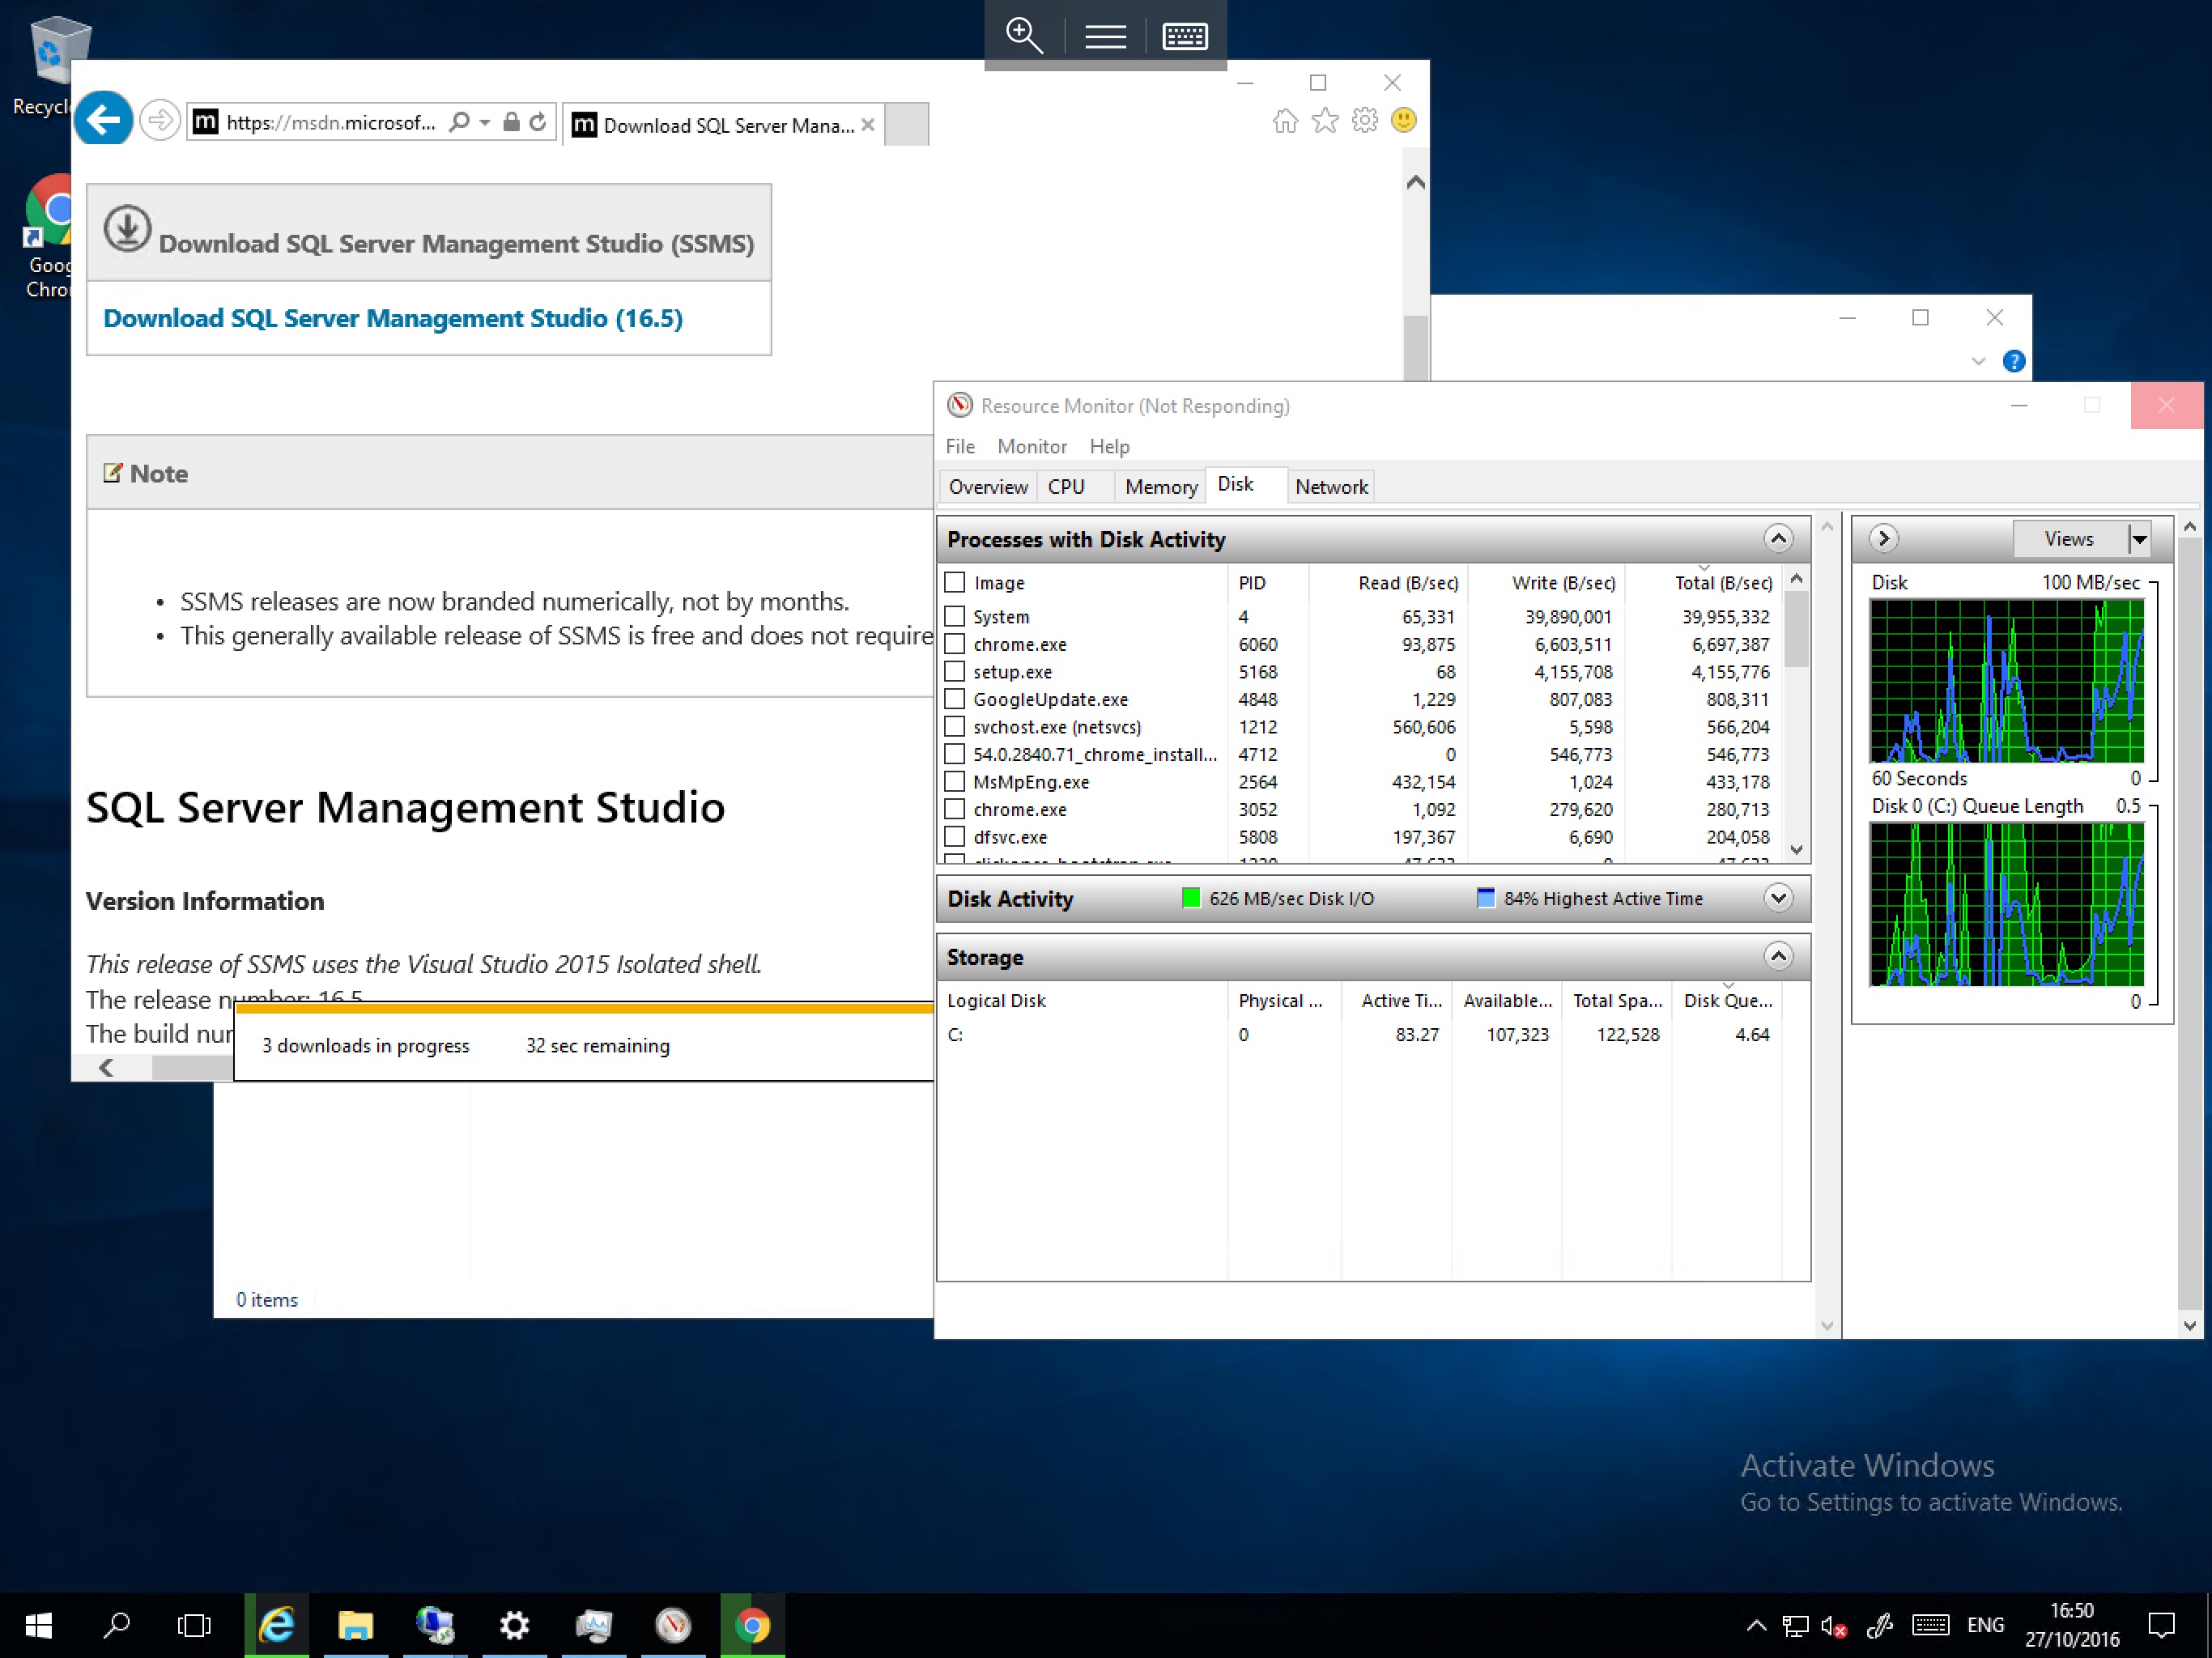 Recycl
Goog
Chro
https://msdn.microsof...
Download SQL Server Mana...
Download SQL Server Management Studio (SSMS)
Download SQL Server Management Studio (16.5)
Note
• SSMS releases are now branded numerically, not by months.
• This generally available release of SSMS is free and does not require
SQL Server Management Studio
Version Information
This release of SSMS uses the Visual Studio 2015 Isolated shell.
The release number: 16.5
The build nur
3 downloads in progress 32 sec remaining
0 items
Resource Monitor (Not Responding)
File Monitor Help
Overview CPU Memory Disk Network
Processes with Disk Activity
Image PID Read (B/sec) Write (B/sec) Total (B/sec)
System 4 65,331 39,890,001 39,955,332
chrome.exe 6060 93,875 6,603,511 6,697,387
setup.exe 5168 68 4,155,708 4,155,776
GoogleUpdate.exe 4848 1,229 807,083 808,311
svchost.exe (netsvcs) 1212 560,606 5,598 566,204
54.0.2840.71_chrome_install... 4712 0 546,773 546,773
MsMpEng.exe 2564 432,154 1,024 433,178
chrome.exe 3052 1,092 279,620 280,713
dfsvc.exe 5808 197,367 6,690 204,058
Disk Activity 626 MB/sec Disk I/O 84% Highest Active Time
Storage
Logical Disk Physical ... Active Ti... Available... Total Spa... Disk Que...
C: 0 83.27 107,323 122,528 4.64
Views
Disk 100 MB/sec
60 Seconds 0
Disk 0 (C:) Queue Length 0.5
0
Activate Windows
Go to Settings to activate Windows.
ENG
16:50
27/10/2016